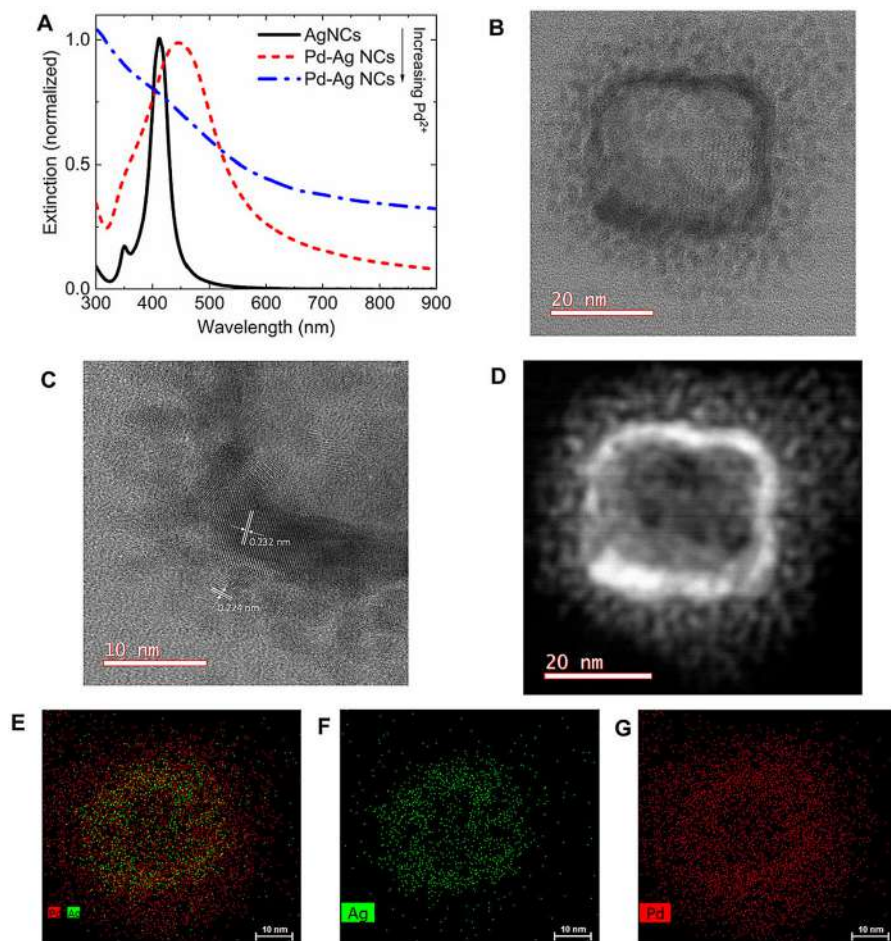 A
Extinction (normalized)
1.0
0.5
0.0
300 400 500 600 700 800 900
Wavelength (nm)
AgNCs
Pd-Ag NCs
Pd-Ag NCs
Increasing Pd²⁺
B
20 nm
C
0.232 nm
0.224 nm
10 nm
D
20 nm
E
Pd Ag
10 nm
F
Ag
10 nm
G
Pd
10 nm